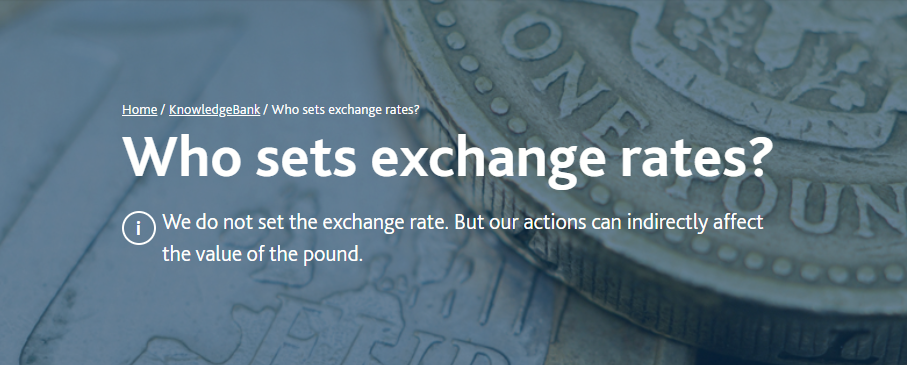 Home / KnowledgeBank / Who sets exchange rates?
Who sets exchange rates?
i We do not set the exchange rate. But our actions can indirectly affect
the value of the pound.
ONE POUN